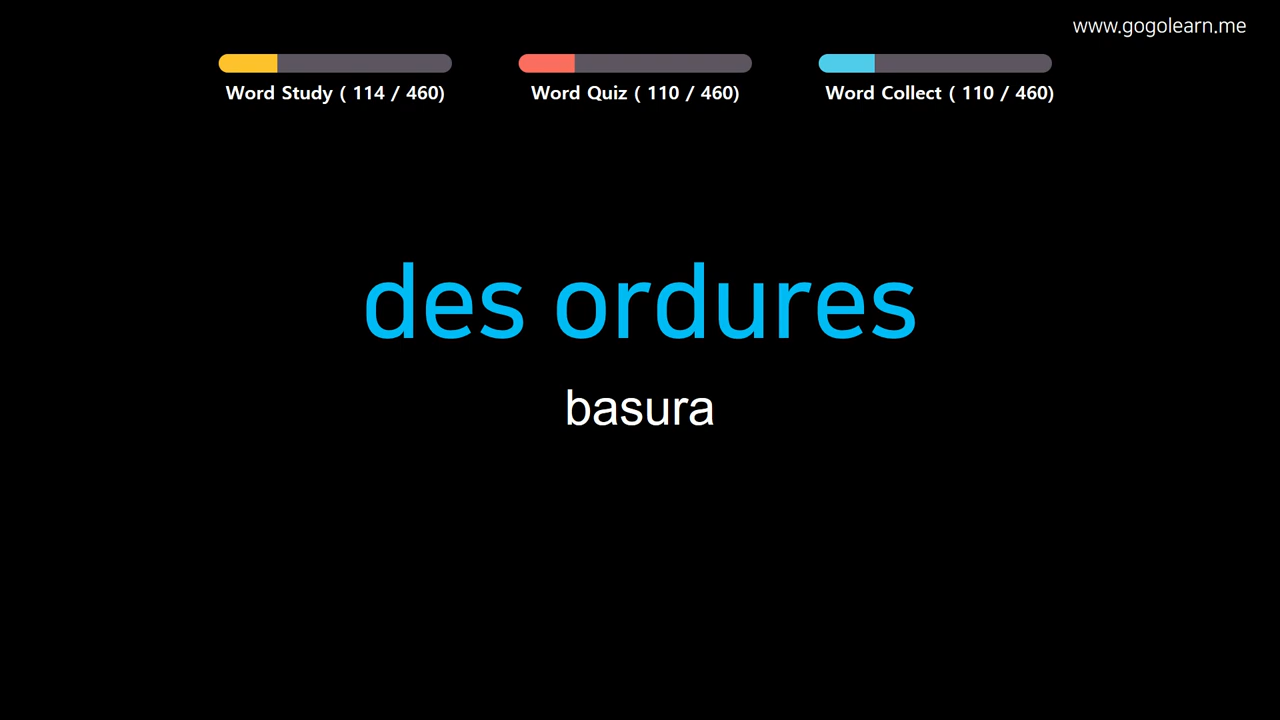 www.gogolearn.me
Word Study ( 114 / 460)
Word Quiz ( 110 / 460)
Word Collect ( 110 / 460)
des ordures
basura